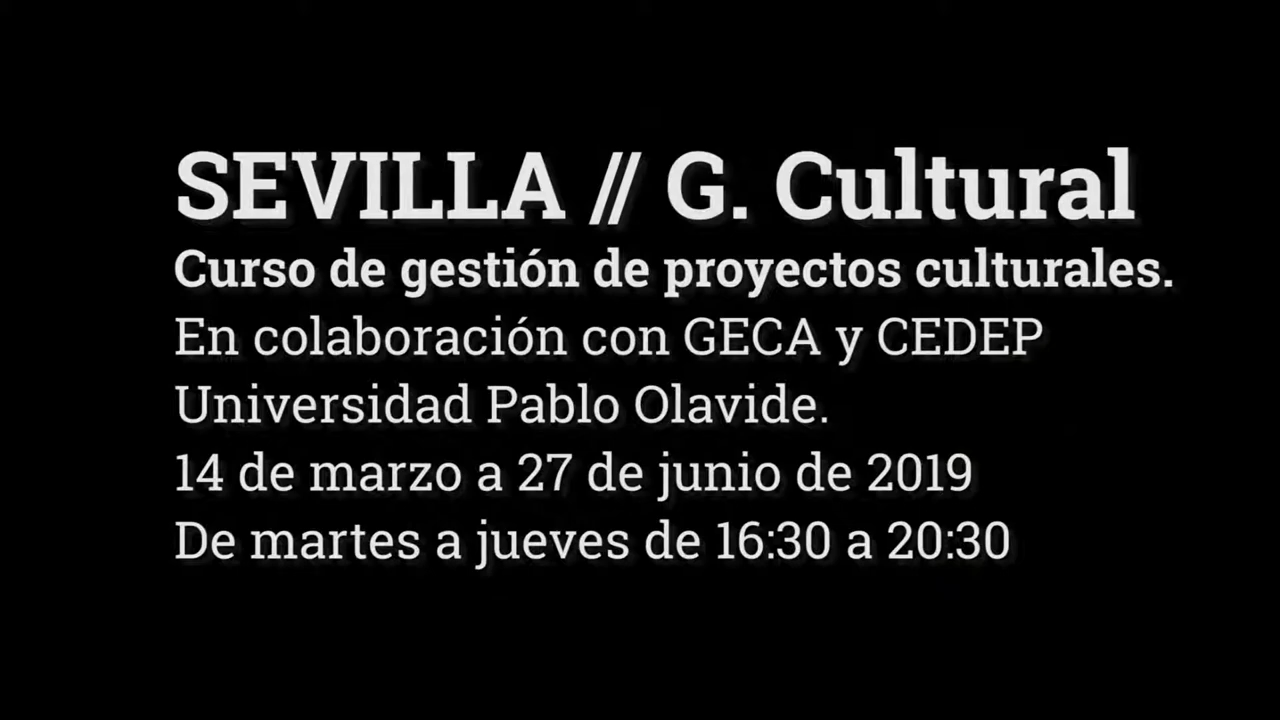 SEVILLA // G. Cultural
Curso de gestión de proyectos culturales.
En colaboración con GECA y CEDEP
Universidad Pablo Olavide.
14 de marzo a 27 de junio de 2019
De martes a jueves de 16:30 a 20:30